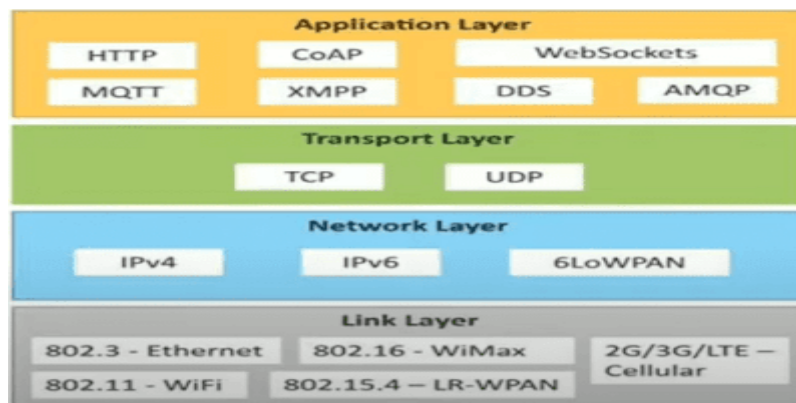 Application Layer
HTTP CoAP WebSockets
MQTT XMPP DDS AMQP
Transport Layer
TCP UDP
Network Layer
IPv4 IPv6 6LoWPAN
Link Layer
802.3 - Ethernet 802.16 - WiMax 2G/3G/LTE –
Cellular
802.11 - WiFi 802.15.4 – LR-WPAN